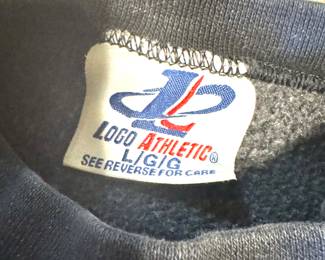 LOGO ATHLETIC®
L/G/G
SEE REVERSE FOR CARE